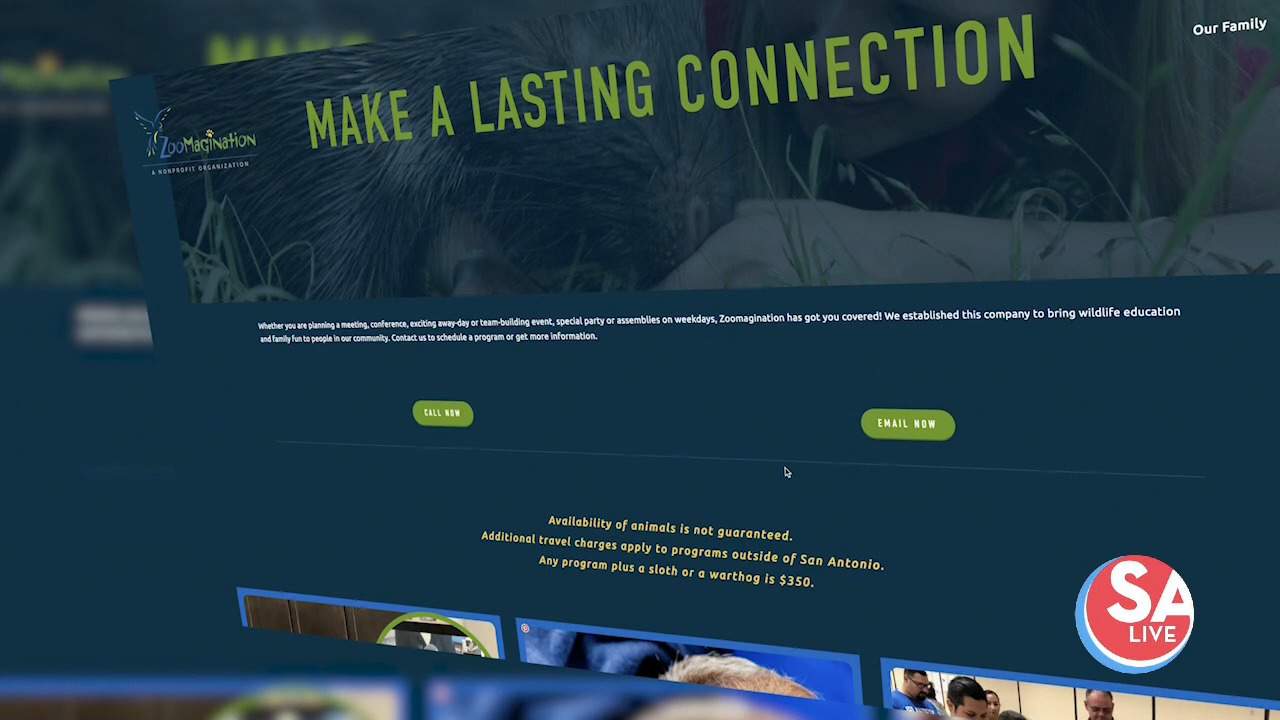 Our Family
MAKE A LASTING CONNECTION
ZooMagination
A NONPROFIT ORGANIZATION
Whether you are planning a meeting, conference, exciting away-day or team-building event, special party or assemblies on weekdays, Zoomagination has got you covered! We established this company to bring wildlife education
and family fun to people in our community. Contact us to schedule a program or get more information.
CALL NOW
EMAIL NOW
Availability of animals is not guaranteed.
Additional travel charges apply to programs outside of San Antonio.
Any program plus a sloth or a warthog is $350.
SA
LIVE